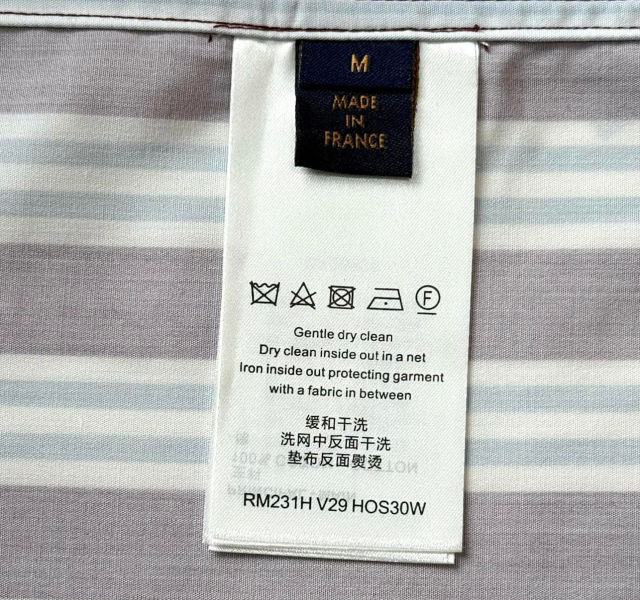 M
MADE
IN
FRANCE
F
Gentle dry clean
Dry clean inside out in a net
Iron inside out protecting garment
with a fabric in between
缓和干洗
洗网中反面干洗
垫布反面熨烫
RM231H V29 HOS30W